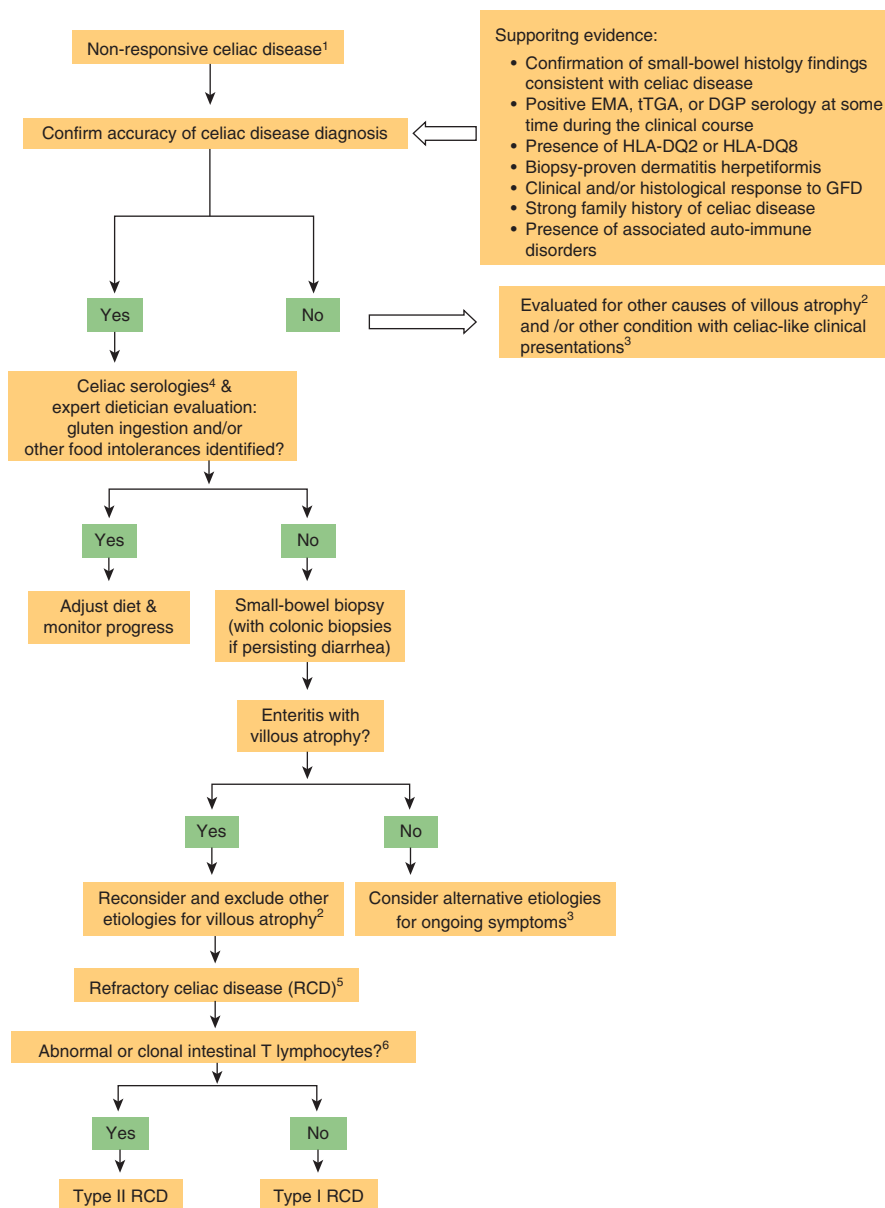 Non-responsive celiac disease1
Confirm accuracy of celiac disease diagnosis
Supporitng evidence:
• Confirmation of small-bowel histolgy findings
consistent with celiac disease
• Positive EMA, tTGA, or DGP serology at some
time during the clinical course
• Presence of HLA-DQ2 or HLA-DQ8
• Biopsy-proven dermatitis herpetiformis
• Clinical and/or histological response to GFD
• Strong family history of celiac disease
• Presence of associated auto-immune
disorders
Yes
No
Evaluated for other causes of villous atrophy2
and /or other condition with celiac-like clinical
presentations3
Celiac serologies4 &
expert dietician evaluation:
gluten ingestion and/or
other food intolerances identified?
Yes
No
Adjust diet &
monitor progress
Small-bowel biopsy
(with colonic biopsies
if persisting diarrhea)
Enteritis with
villous atrophy?
Yes
No
Reconsider and exclude other
etiologies for villous atrophy2
Consider alternative etiologies
for ongoing symptoms3
Refractory celiac disease (RCD)5
Abnormal or clonal intestinal T lymphocytes?6
Yes
No
Type II RCD
Type I RCD